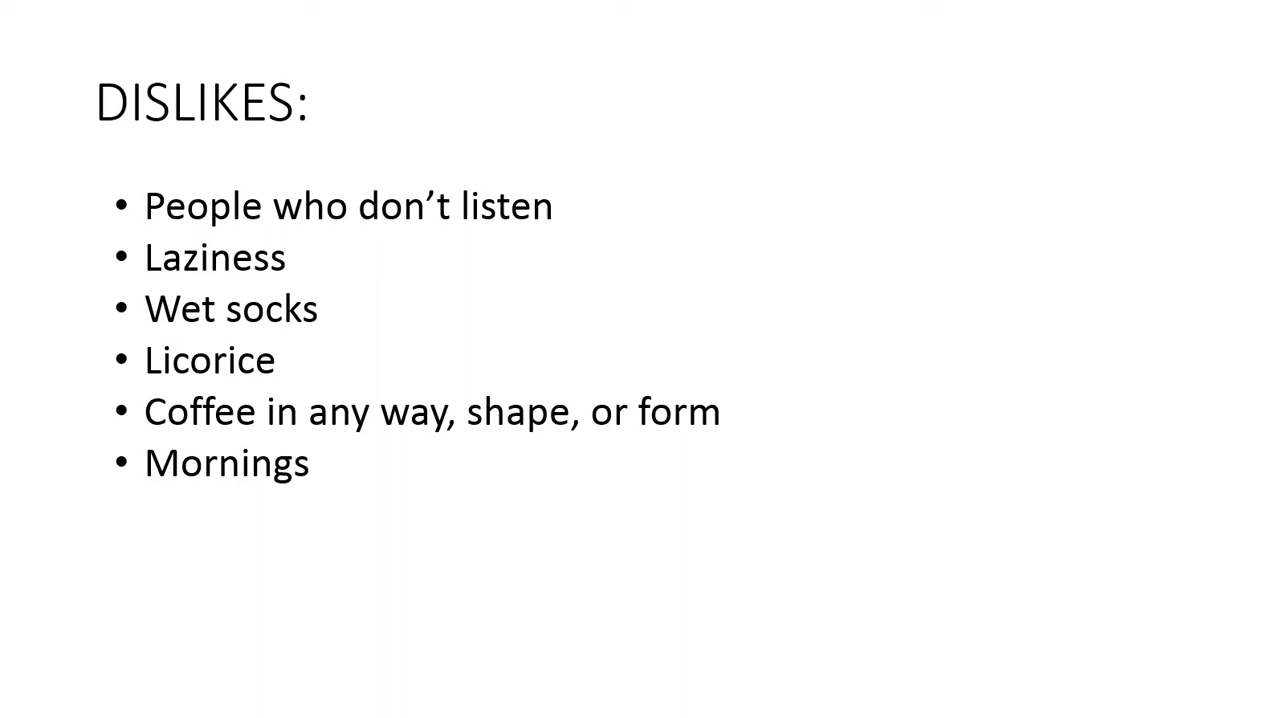 DISLIKES:
• People who don’t listen
• Laziness
• Wet socks
• Licorice
• Coffee in any way, shape, or form
• Mornings